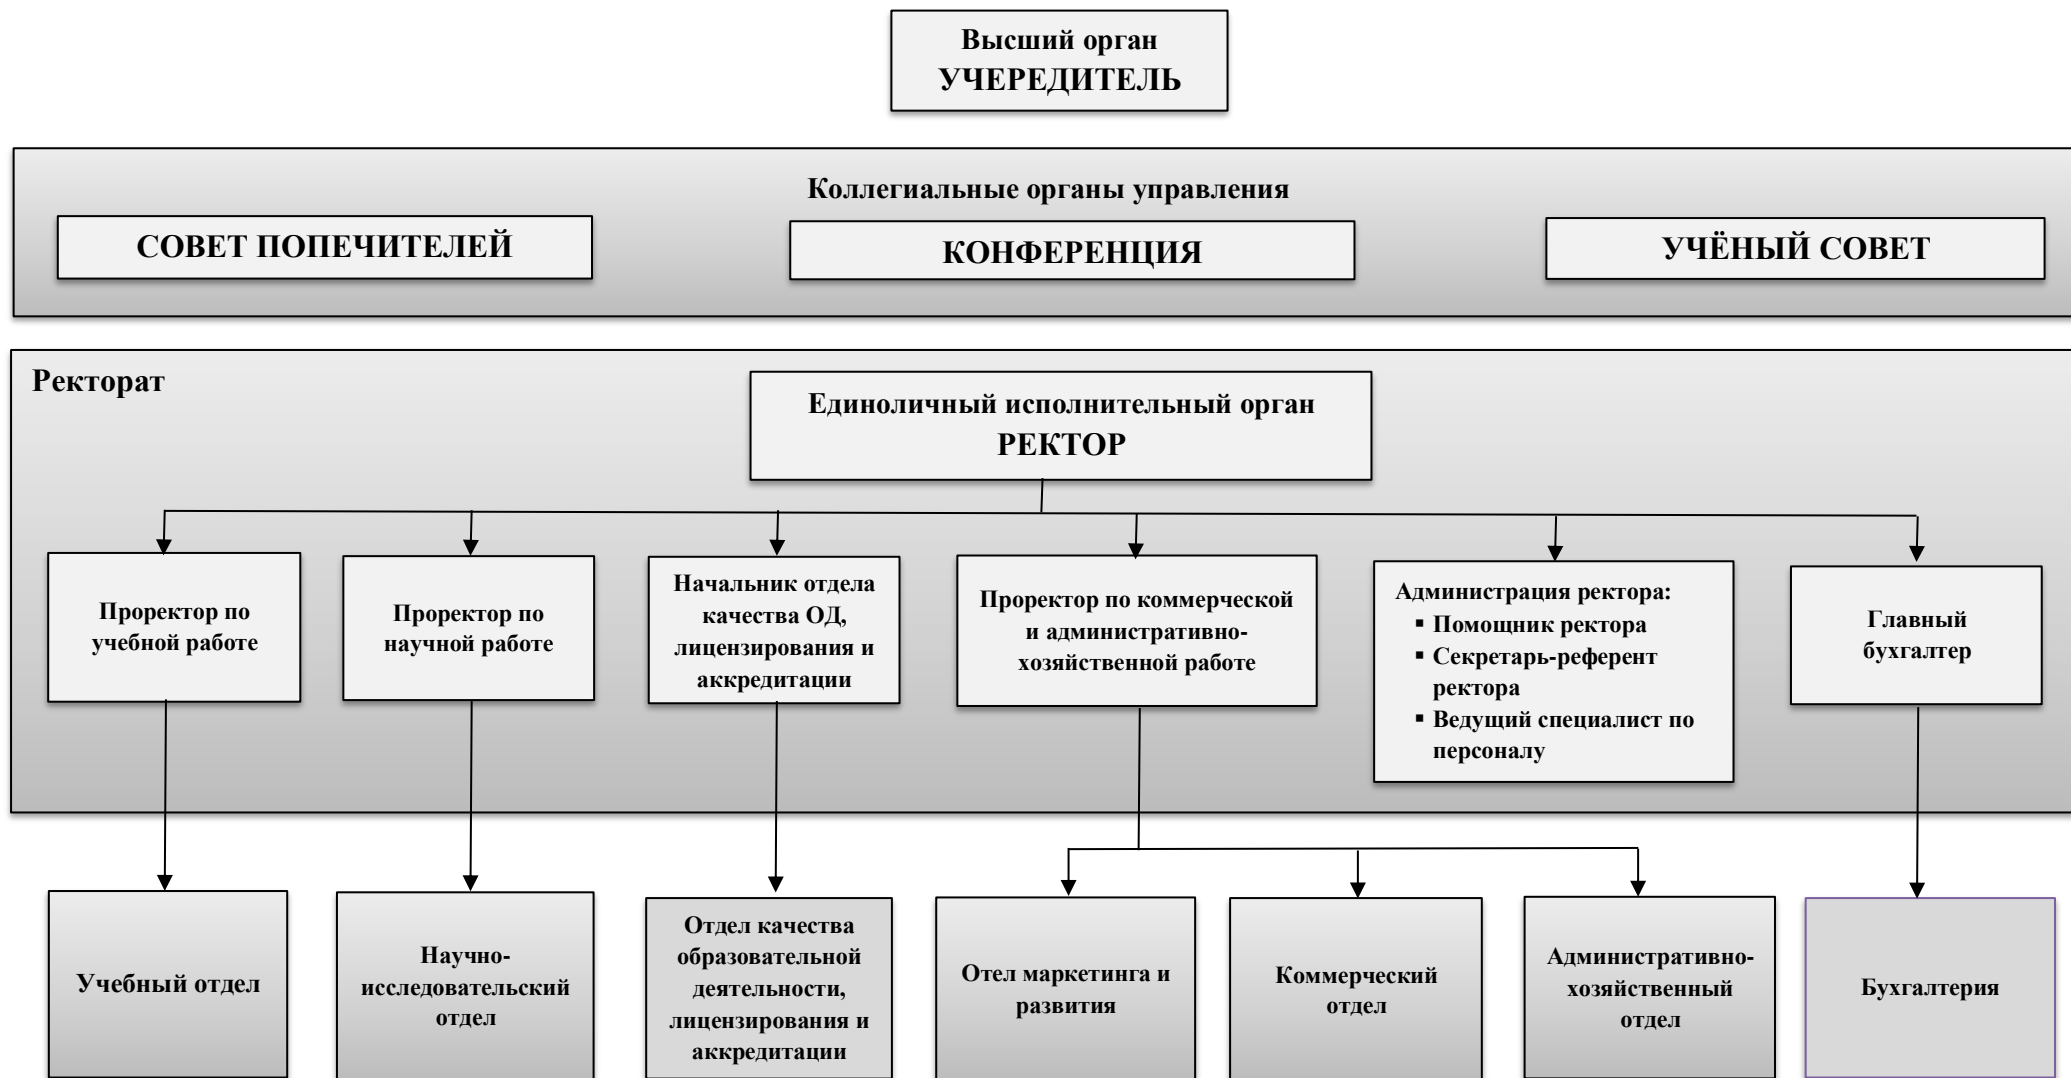 Высший орган
УЧЕРЕДИТЕЛЬ
Коллегиальные органы управления
СОВЕТ ПОПЕЧИТЕЛЕЙ
КОНФЕРЕНЦИЯ
УЧЁНЫЙ СОВЕТ
Ректорат
Единоличный исполнительный орган
РЕКТОР
Проректор по
учебной работе
Проректор по
научной работе
Начальник отдела
качества ОД,
лицензирования и
аккредитации
Проректор по коммерческой
и административно-
хозяйственной работе
Администрация ректора:
▪ Помощник ректора
▪ Секретарь-референт
ректора
▪ Ведущий специалист по
персоналу
Главный
бухгалтер
Учебный отдел
Научно-
исследовательский
отдел
Отдел качества
образовательной
деятельности,
лицензирования и
аккредитации
Отел маркетинга и
развития
Коммерческий
отдел
Административно-
хозяйственный
отдел
Бухгалтерия